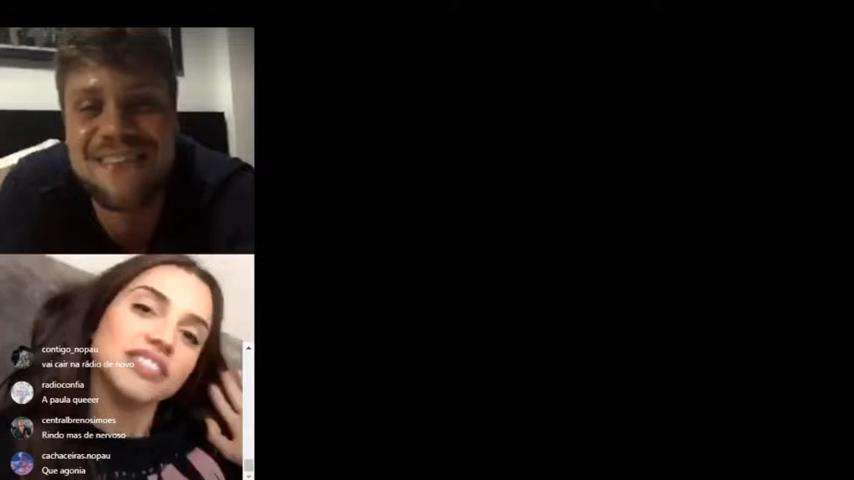 contigo_nopau
vai cair na rádio de novo
radioconfia
A paula queeer
centralbrenosimoes
Rindo mas de nervoso
cachaceiras.nopau
Que agonia